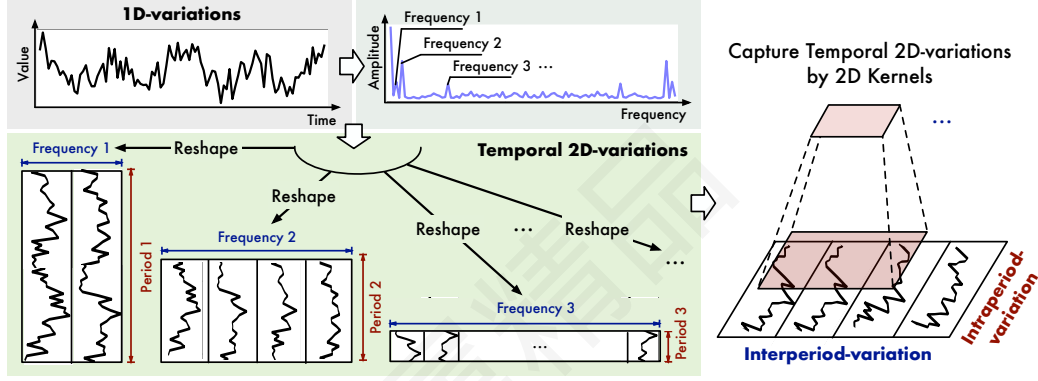 1D-variations
Value
Time
Amplitude
Frequency 1
Frequency 2
Frequency 3 ...
Frequency
Capture Temporal 2D-variations
by 2D Kernels
...
Temporal 2D-variations
Frequency 1
Reshape
Reshape
Reshape
...
Reshape
...
Period 1
Frequency 2
Period 2
Frequency 3
...
Period 3
Interperiod-variation
Intraperiod-
variation